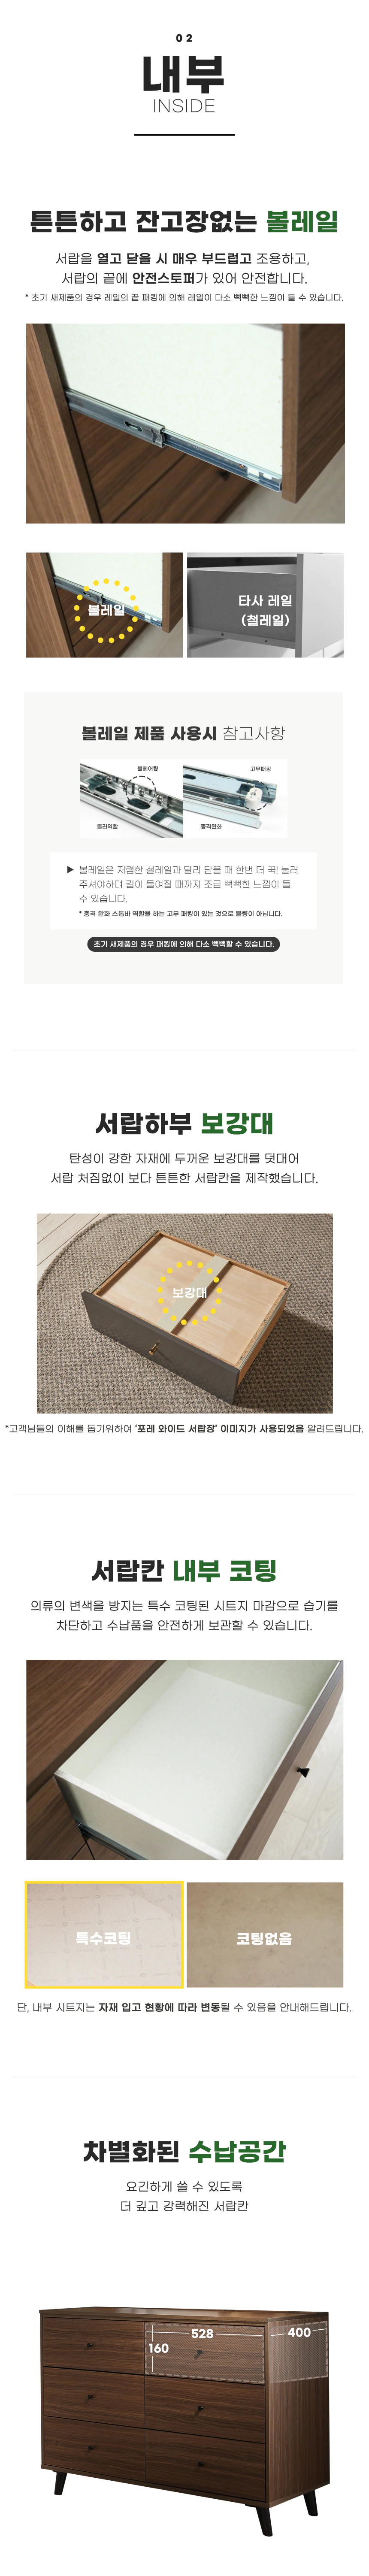 02
내부
INSIDE
튼튼하고 잔고장없는 볼레일
서랍을 열고 닫을 시 매우 부드럽고 조용하고,
서랍의 끝에 안전스토퍼가 있어 안전합니다.
* 초기 새제품의 경우 레일의 끝 패킹에 의해 레일이 다소 뻑뻑한 느낌이 들 수 있습니다.
볼레일
타사 레일
(철레일)
볼레일 제품 사용시 참고사항
볼베어링
고무패킹
롤러역할
충격완화
▶ 볼레일은 저렴한 철레일과 달리 닫을 때 한번 더 꾹! 눌러
주셔야하며 길이 들여질 때까지 조금 뻑뻑한 느낌이 들
수 있습니다.
* 충격 완화 스톱바 역할을 하는 고무 패킹이 있는 것으로 불량이 아닙니다.
초기 새제품의 경우 패킹에 의해 다소 뻑뻑할 수 있습니다.
서랍하부 보강대
탄성이 강한 자재에 두꺼운 보강대를 덧대어
서랍 처짐없이 보다 튼튼한 서랍칸을 제작했습니다.
보강대
*고객님들의 이해를 돕기위하여 '포레 와이드 서랍장' 이미지가 사용되었음 알려드립니다.
서랍칸 내부 코팅
의류의 변색을 방지는 특수 코팅된 시트지 마감으로 습기를
차단하고 수납품을 안전하게 보관할 수 있습니다.
특수코팅
코팅없음
단, 내부 시트지는 자재 입고 현황에 따라 변동될 수 있음을 안내해드립니다.
차별화된 수납공간
요긴하게 쓸 수 있도록
더 깊고 강력해진 서랍칸
528
400
160